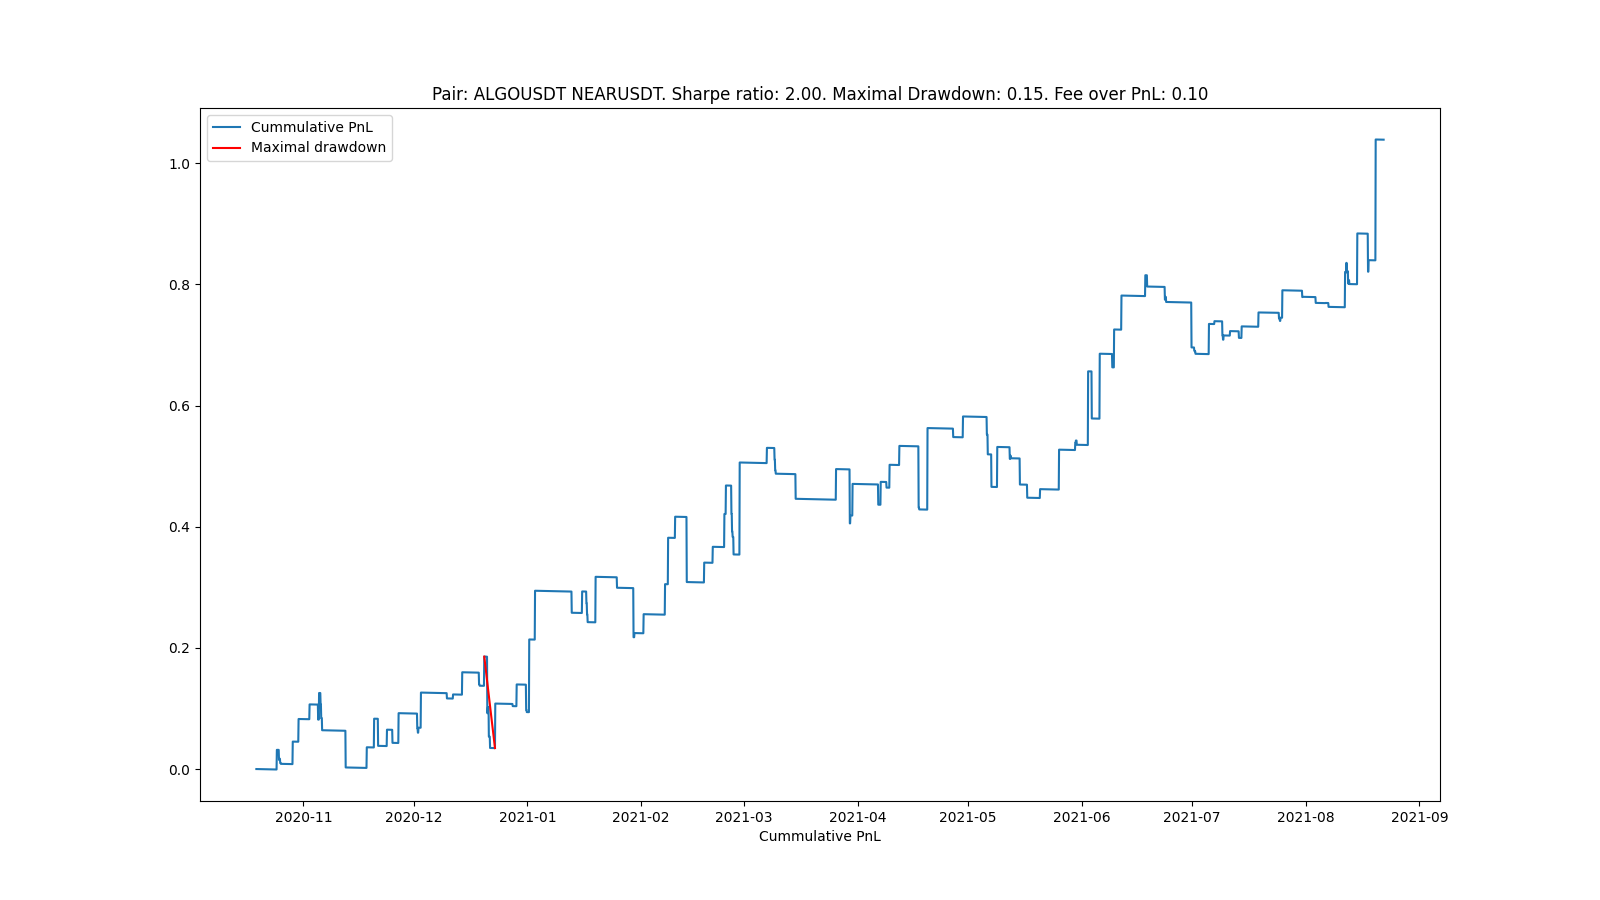 Pair: ALGOUSDT NEARUSDT. Sharpe ratio: 2.00. Maximal Drawdown: 0.15. Fee over PnL: 0.10
Cummulative PnL
Maximal drawdown
1.0
0.8
0.6
0.4
0.2
0.0
2020-11 2020-12 2021-01 2021-02 2021-03 2021-04 2021-05 2021-06 2021-07 2021-08 2021-09
Cummulative PnL